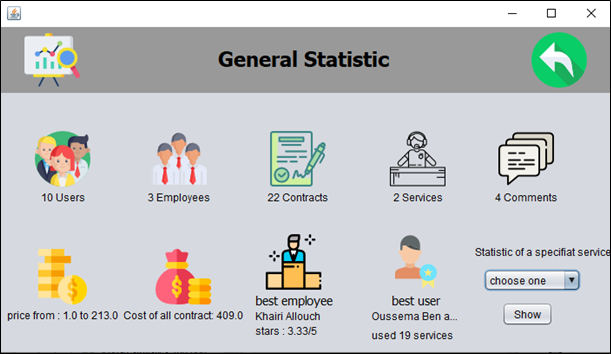 General Statistic
10 Users
3 Employees
22 Contracts
2 Services
4 Comments
price from : 1.0 to 213.0
Cost of all contract: 409.0
best employee
Khairi Allouch
stars : 3.33/5
best user
Oussema Ben a...
used 19 services
Statistic of a specifiat service
choose one
Show